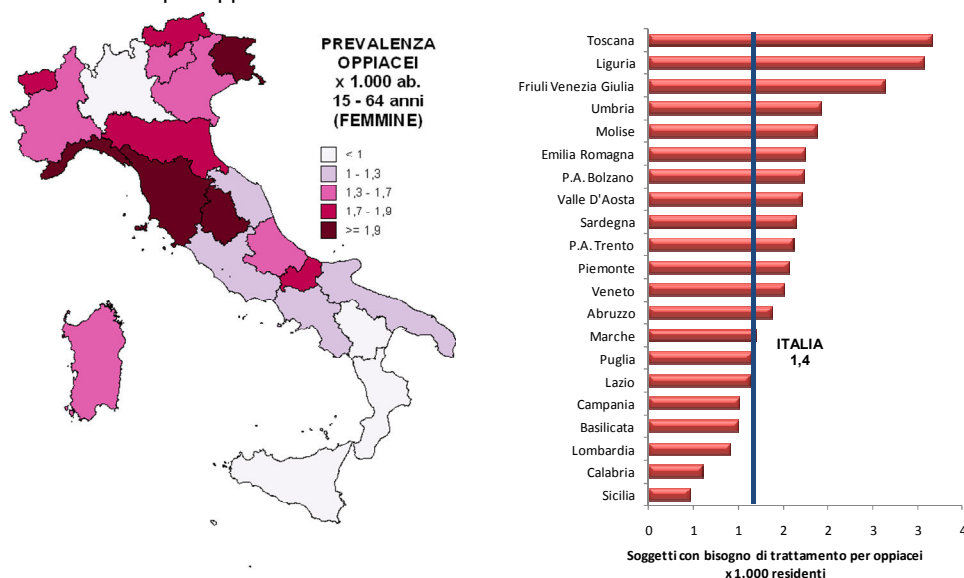 PREVALENZA
OPPIACEI
x 1.000 ab.
15 - 64 anni
(FEMMINE)
< 1
1 - 1,3
1,3 - 1,7
1,7 - 1,9
>= 1,9
Toscana
Liguria
Friuli Venezia Giulia
Umbria
Molise
Emilia Romagna
P.A. Bolzano
Valle D'Aosta
Sardegna
P.A. Trento
Piemonte
Veneto
Abruzzo
Marche
Puglia
Lazio
Campania
Basilicata
Lombardia
Calabria
Sicilia
ITALIA
1,4
0 1 1 2 2 3 3 4
Soggetti con bisogno di trattamento per oppiacei
x 1.000 residenti